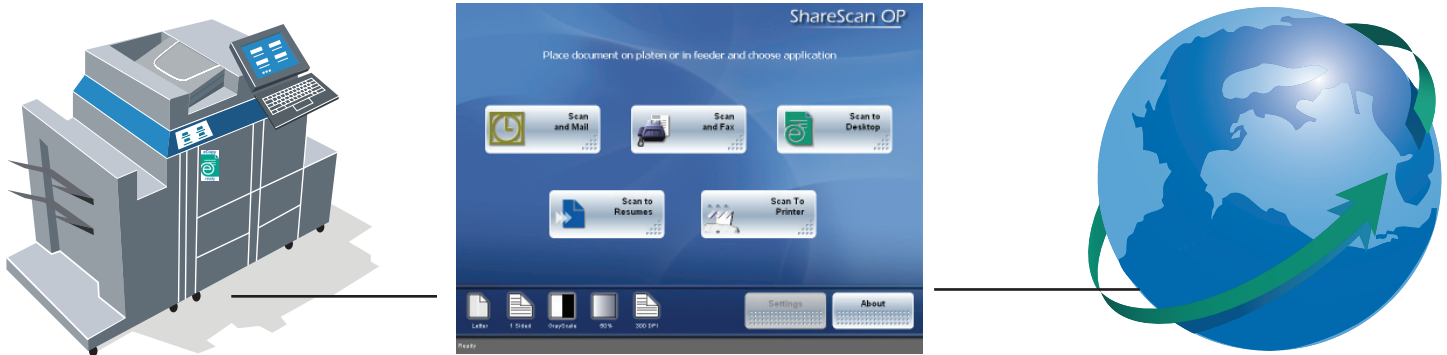 ShareScan OP
Place document on platen or in feeder and choose application
Scan
and Mail
Scan
and Fax
Scan to
Desktop
Scan to
Resumes
Scan To
Printer
Letter
1 Sided
GrayScale
50%
300 DPI
Settings
About
Ready